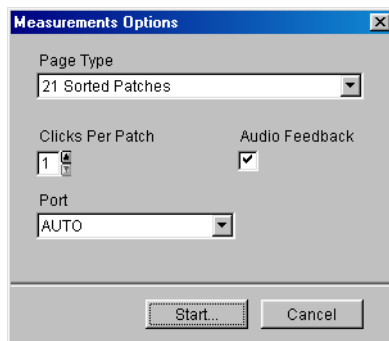 Measurements Options
Page Type
21 Sorted Patches
Clicks Per Patch
Audio Feedback
1
Port
AUTO
Start...
Cancel